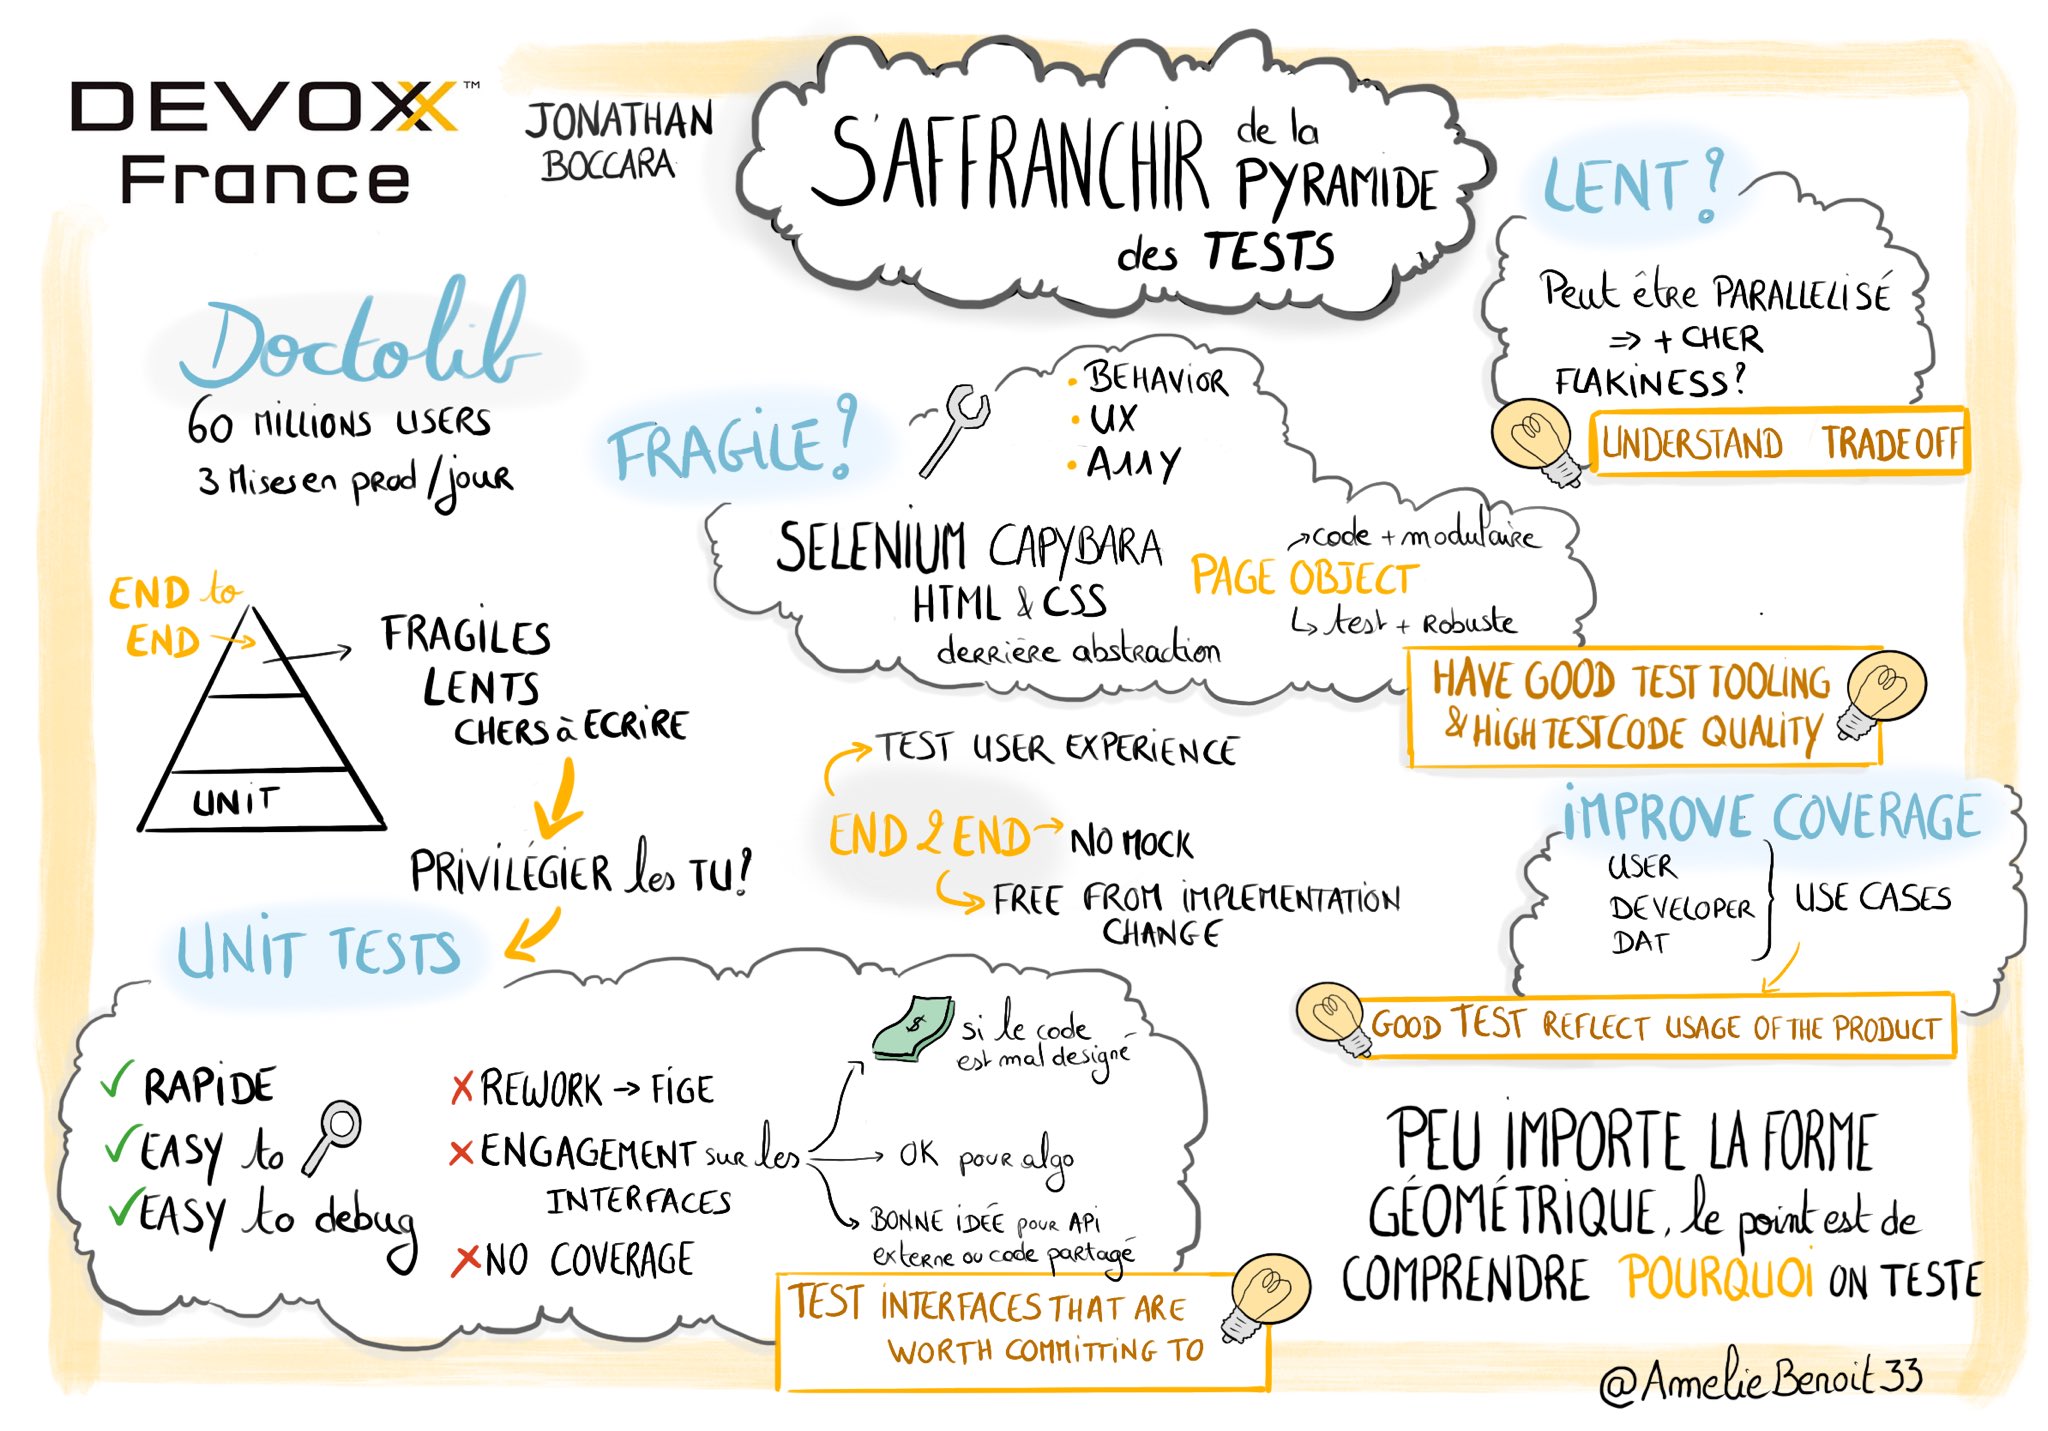 DEVOXX™
France
JONATHAN
BOCCARA
S'AFFRANCHIR de la
PYRAMIDE
des TESTS
Doctolib
60 MILLIONS USERS
3 Mises en prod/jour
END to
END
UNIT
FRAGILES
LENTS
CHERS à ECRIRE
PRIVILÉGIER les TU?
FRAGILE?
• BEHAVIOR
• UX
• A11Y
SELENIUM CAPYBARA
HTML & CSS
derrière abstraction
code + modulaire
PAGE OBJECT
test + ROBUSTE
HAVE GOOD TEST TOOLING
& HIGH TEST CODE QUALITY
LENT?
Peut être PARALLELISÉ
=> + CHER
FLAKINESS?
UNDERSTAND TRADE OFF
TEST USER EXPERIENCE
END 2 END → NO MOCK
FREE FROM IMPLEMENTATION
CHANGE
IMPROVE COVERAGE
USER
DEVELOPER
DAT
USE CASES
GOOD TEST REFLECT USAGE OF THE PRODUCT
UNIT TESTS
✓ RAPIDE
✓ EASY to
✓ EASY to debug
✗ REWORK → FIGE
✗ ENGAGEMENT sur les
INTERFACES
✗ NO COVERAGE
$
si le code
est mal designé
OK pour algo
BONNE IDÉE pour API
externe ou code partagé
TEST INTERFACES THAT ARE
WORTH COMMITTING TO
PEU IMPORTE LA FORME
GÉOMÉTRIQUE, le point est de
COMPRENDRE POURQUOI ON TESTE
@AmelieBenoit33